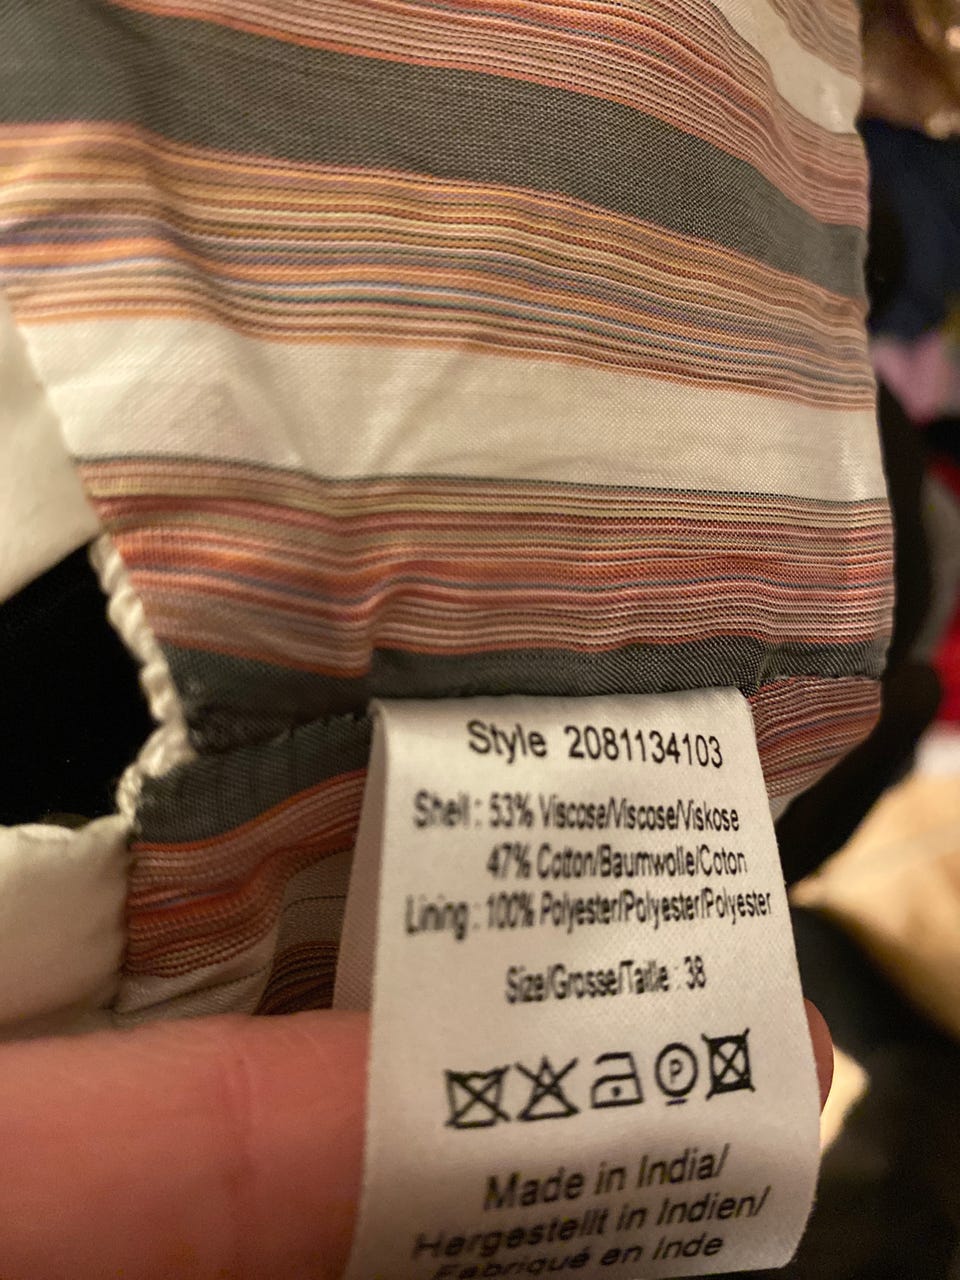 Style 2081134103
Shell : 53% Viscose/Viscose/Viskose
47% Cotton/Baumwolle/Coton
Lining : 100% Polyester/Polyester/Polyester
Size/Grosse/Taille : 38
P
Made in India/
Hergestellt in Indien/
Fabriqué en Inde